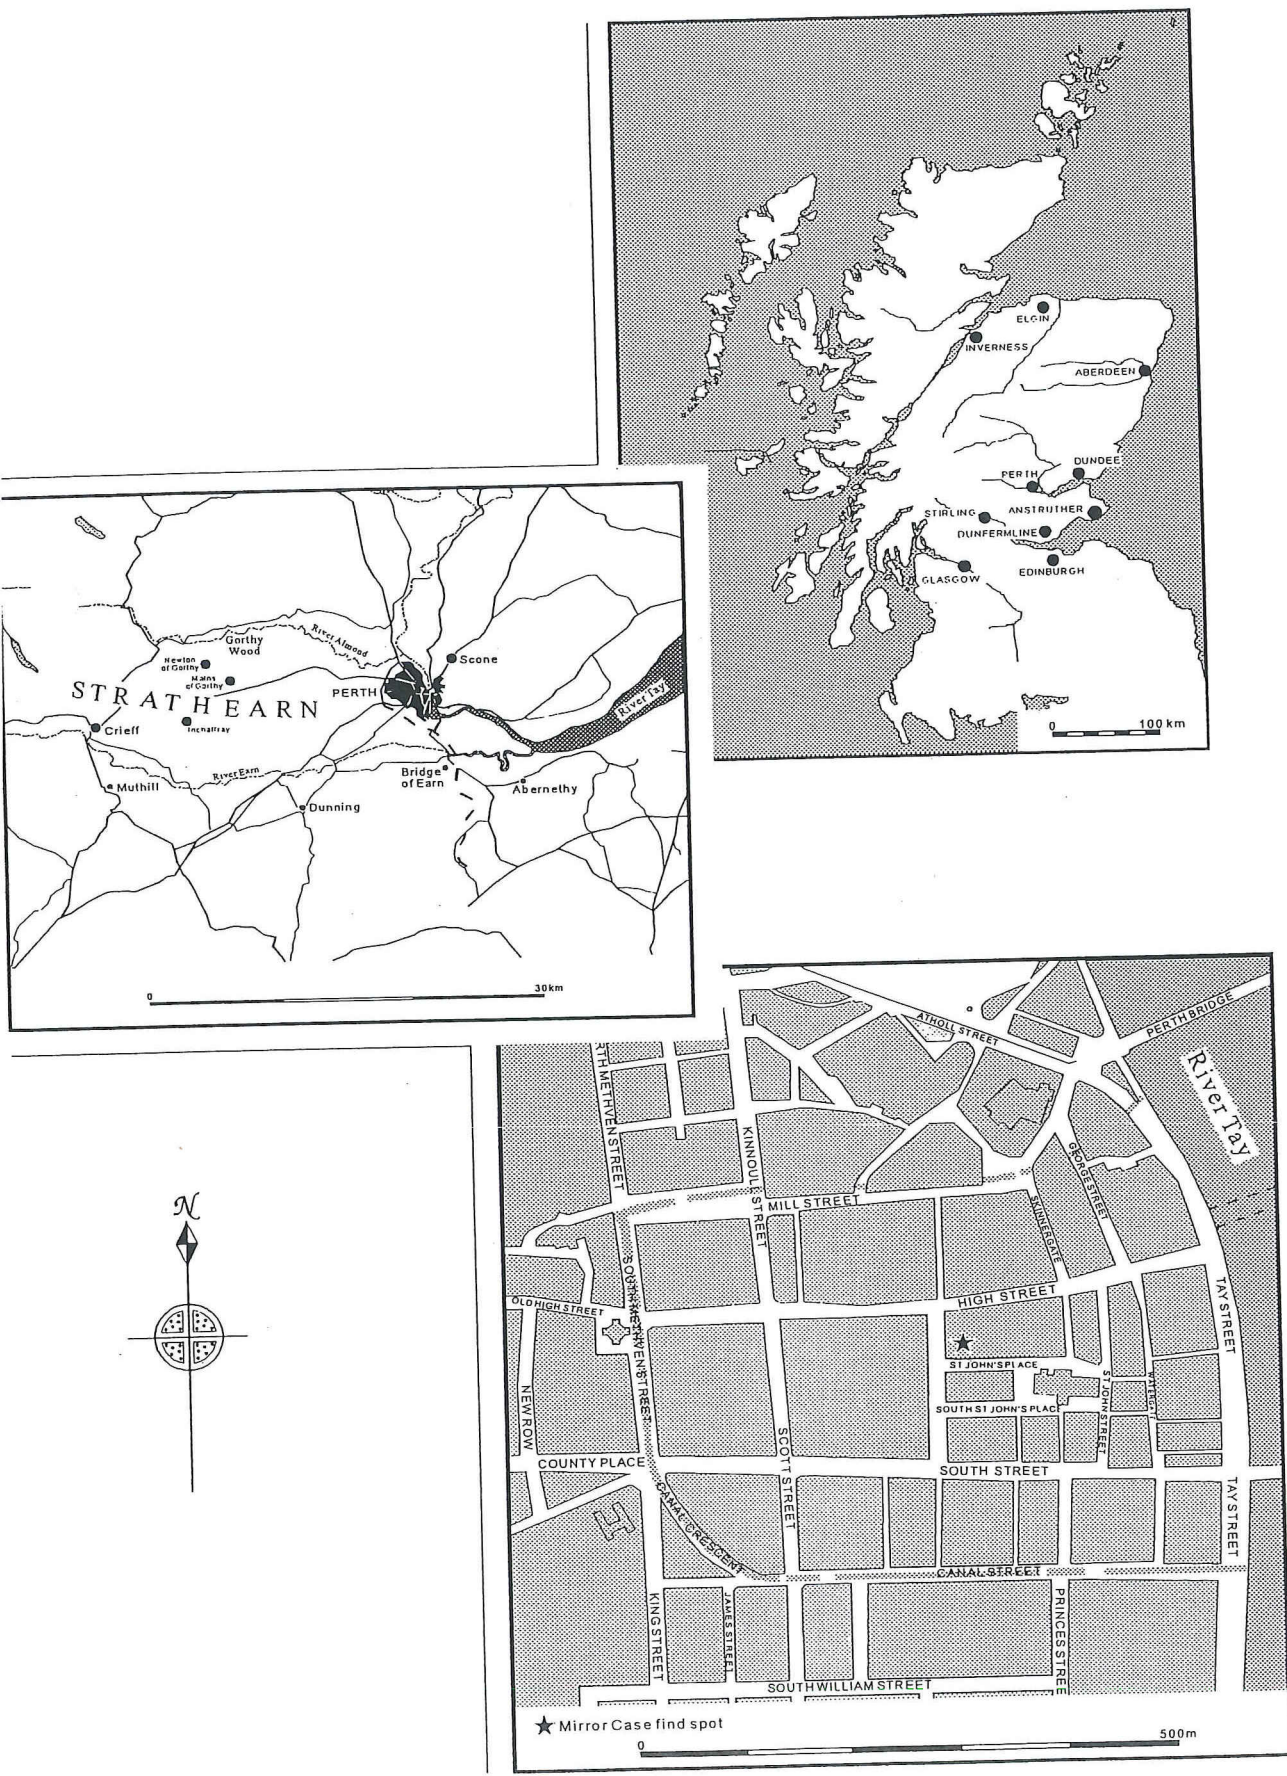 ELGIN
INVERNESS
ABERDEEN
DUNDEE
PERTH
STIRLING
ANSTRUTHER
DUNFERMLINE
GLASGOW
EDINBURGH
0 100 km
River Almond
Gorthy
Wood
Newton
of Gorthy
Mains
of Gorthy
Scone
PERTH
STRATHEARN
River Tay
Crieff
Inchaffray
River Earn
Muthill
Bridge
of Earn
Abernethy
Dunning
0 30km
N
ATHOLL STREET
PERTH BRIDGE
River Tay
RTH METHVEN STREET
KINNOULL STREET
GEORGE STREET
MILL STREET
SKINNERGATE
SOUTH METHVEN STREET
HIGH STREET
OLD HIGH STREET
TAY STREET
ST JOHN'S PLACE
NEW ROW
SOUTH ST JOHN'S PLACE
ST JOHN STREET
WATERGATE
COUNTY PLACE
SCOTT STREET
SOUTH STREET
CANAL CRESCENT
TAY STREET
CANAL STREET
KING STREET
JAMES STREET
PRINCES STREE
SOUTH WILLIAM STREET
★ Mirror Case find spot
0 500m